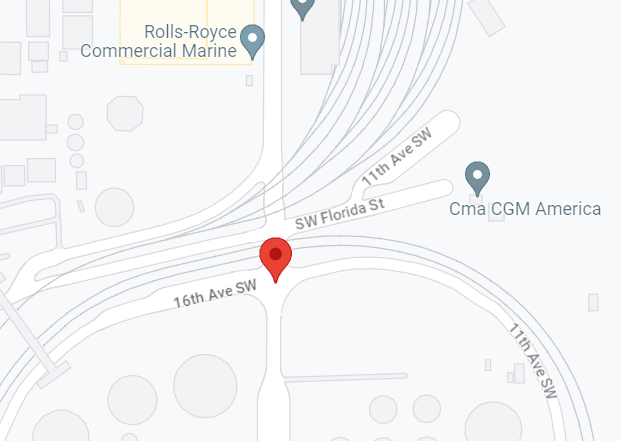 Rolls-Royce
Commercial Marine
11th Ave SW
SW Florida St
Cma CGM America
16th Ave SW
11th Ave SW